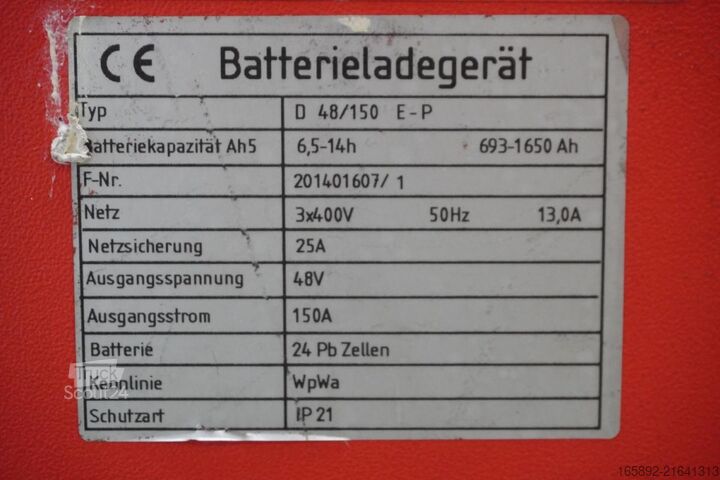 CE Batterieladegerät
Typ D 48/150 E-P
Batteriekapazität Ah5 6,5-14h 693-1650 Ah
F-Nr. 201401607/ 1
Netz 3x400V 50Hz 13,0A
Netzsicherung 25A
Ausgangsspannung 48V
Ausgangsstrom 150A
Batterie 24 Pb Zellen
Kennlinie WpWa
Schutzart IP 21
Truck
Scout24
165892-21641313